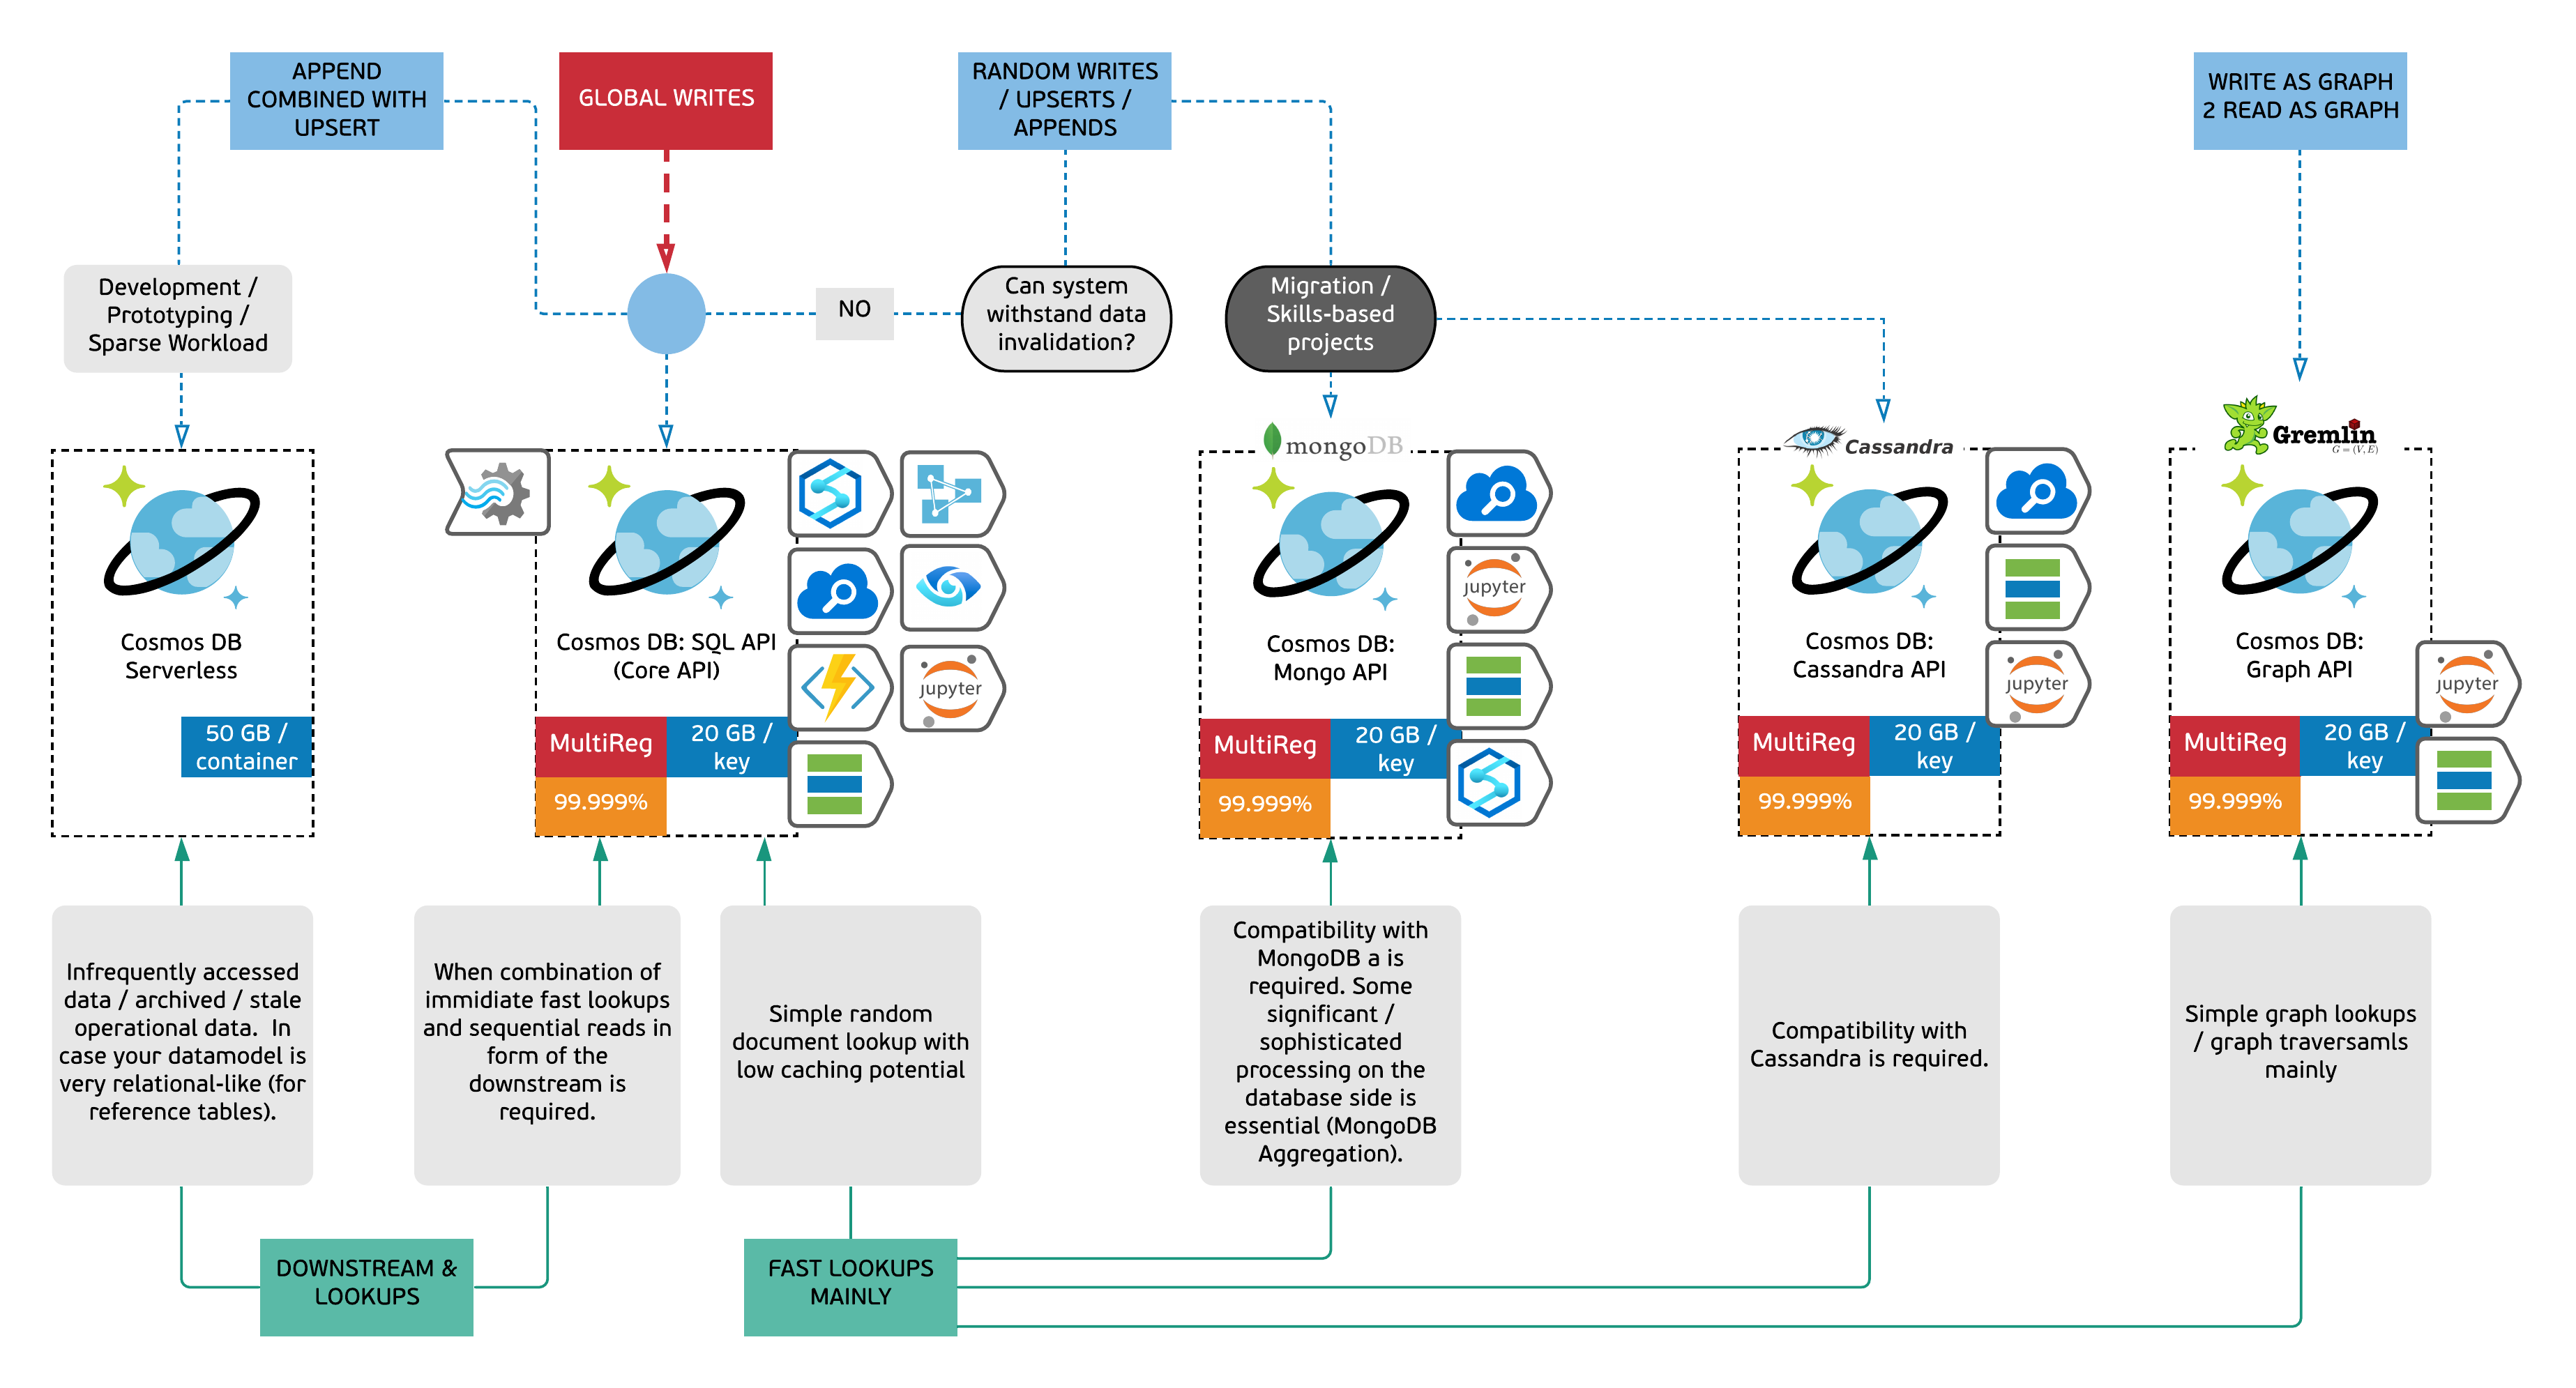 APPEND
COMBINED WITH
UPSERT
GLOBAL WRITES
RANDOM WRITES
/ UPSERTS /
APPENDS
WRITE AS GRAPH
2 READ AS GRAPH
Development /
Prototyping /
Sparse Workload
NO
Can system
withstand data
invalidation?
Migration /
Skills-based
projects
mongoDB
Cassandra
Gremlin
G = (V, E)
Cosmos DB
Serverless
50 GB /
container
Cosmos DB: SQL API
(Core API)
MultiReg
20 GB /
key
99.999%
jupyter
Cosmos DB:
Mongo API
MultiReg
20 GB /
key
99.999%
jupyter
Cosmos DB:
Cassandra API
MultiReg
20 GB /
key
99.999%
jupyter
Cosmos DB:
Graph API
MultiReg
20 GB /
key
99.999%
jupyter
Infrequently accessed
data / archived / stale
operational data. In
case your datamodel is
very relational-like (for
reference tables).
When combination of
immidiate fast lookups
and sequential reads in
form of the
downstream is
required.
Simple random
document lookup with
low caching potential
Compatibility with
MongoDB a is
required. Some
significant /
sophisticated
processing on the
database side is
essential (MongoDB
Aggregation).
Compatibility with
Cassandra is required.
Simple graph lookups
/ graph traversamls
mainly
DOWNSTREAM &
LOOKUPS
FAST LOOKUPS
MAINLY